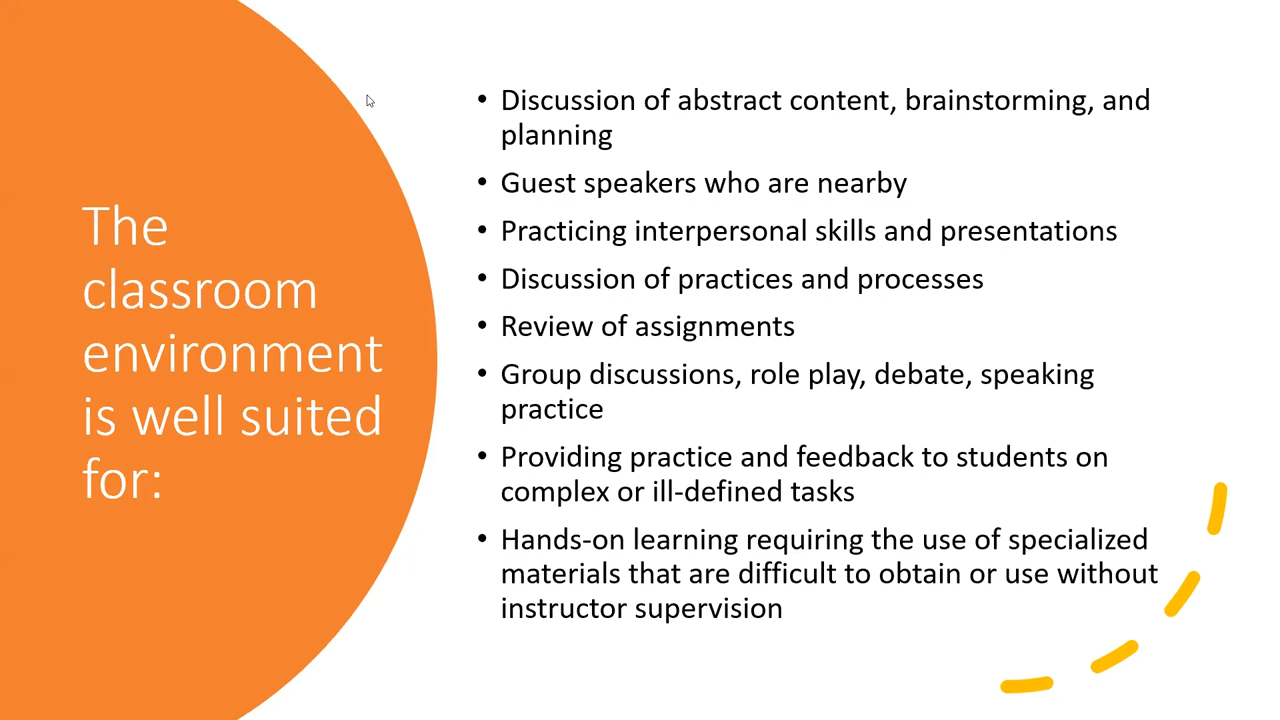 The
classroom
environment
is well suited
for:
• Discussion of abstract content, brainstorming, and
planning
• Guest speakers who are nearby
• Practicing interpersonal skills and presentations
• Discussion of practices and processes
• Review of assignments
• Group discussions, role play, debate, speaking
practice
• Providing practice and feedback to students on
complex or ill-defined tasks
• Hands-on learning requiring the use of specialized
materials that are difficult to obtain or use without
instructor supervision